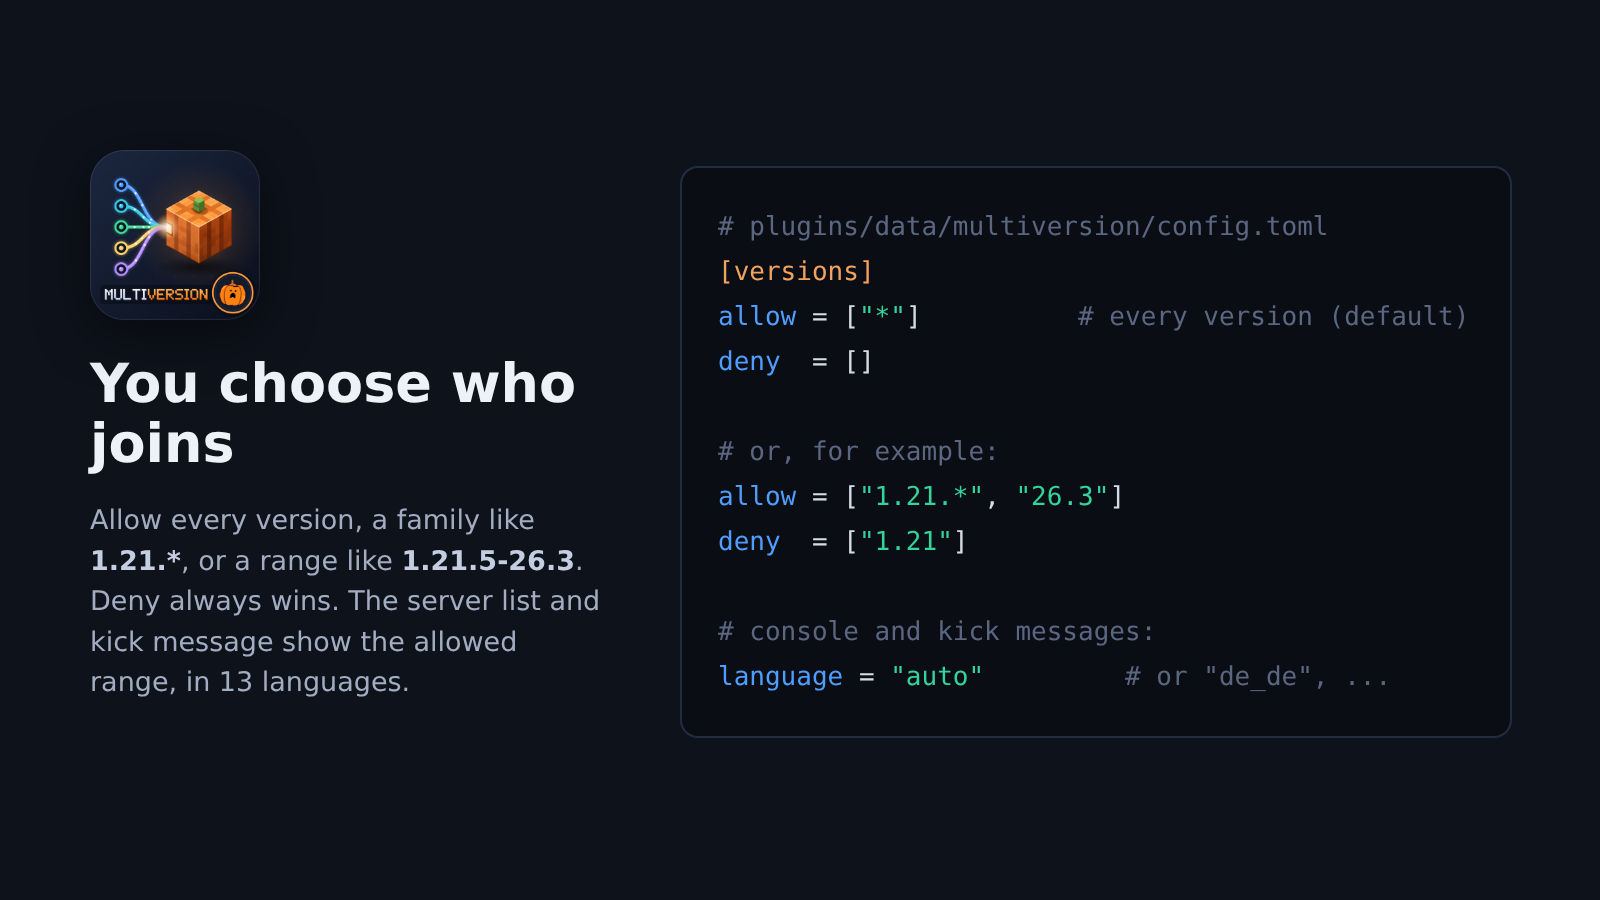 MULTIVERSION
You choose who
joins
Allow every version, a family like
1.21.*, or a range like 1.21.5-26.3.
Deny always wins. The server list and
kick message show the allowed
range, in 13 languages.
# plugins/data/multiversion/config.toml
[versions]
allow = ["*"]          # every version (default)
deny  = []
# or, for example:
allow = ["1.21.*", "26.3"]
deny  = ["1.21"]
# console and kick messages:
language = "auto"         # or "de_de", ...